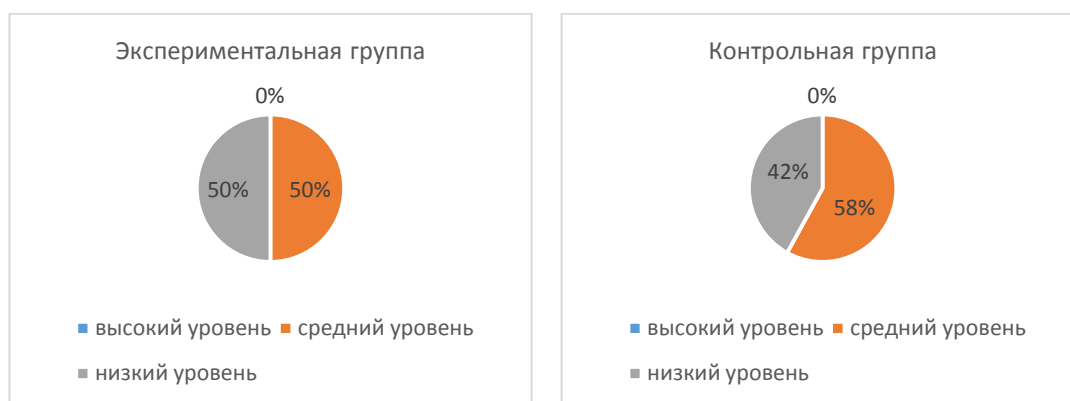 Экспериментальная группа
0%
50%
50%
высокий уровень
средний уровень
низкий уровень
Контрольная группа
0%
42%
58%
высокий уровень
средний уровень
низкий уровень